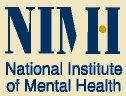 NIMH
National Institute
of Mental Health